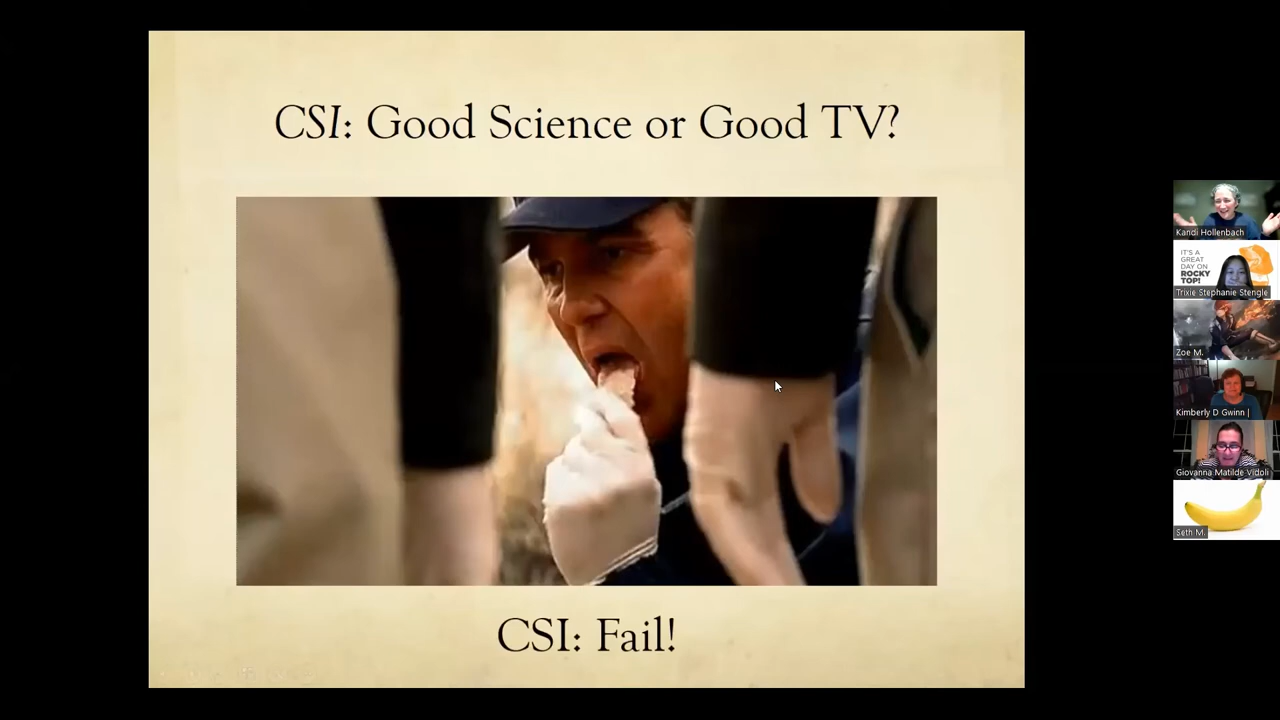 CSI: Good Science or Good TV?
CSI: Fail!
Kandi Hollenbach
IT'S A
GREAT
DAY ON
ROCKY
TOP!
Trixie Stephanie Stengle
Zoe M.
Kimberly D Gwinn |
Giovanna Matilde Vidoli
Seth M.